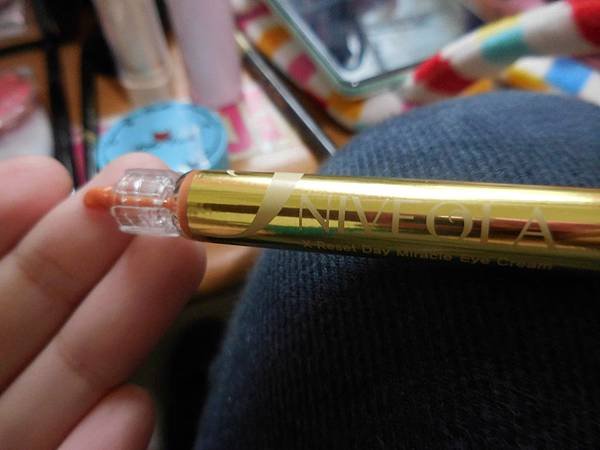 NIVEOLA
X-Reset Day Miracle Eye Cream